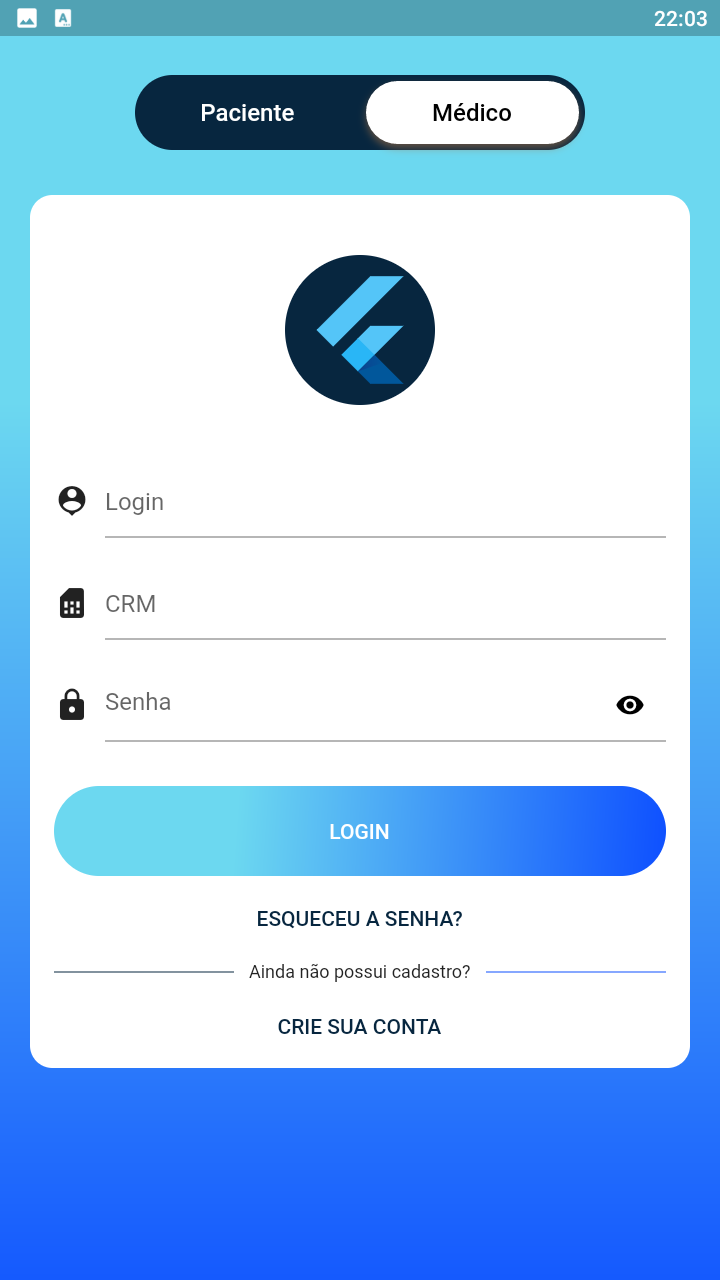 22:03
Paciente
Médico
Login
CRM
Senha
LOGIN
ESQUECEU A SENHA?
Ainda não possui cadastro?
CRIE SUA CONTA